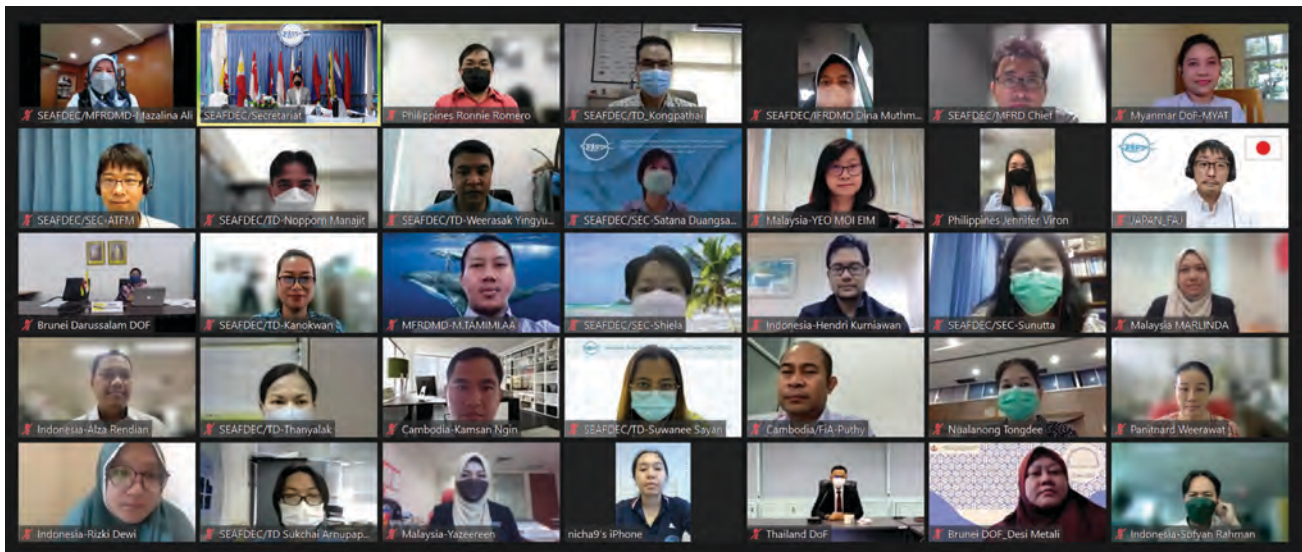 SEAFDEC/MFRDMD-Mazalina Ali
SEAFDEC/Secretariat
Philippines Ronnie Romero
SEAFDEC/TD_Kongpathai
SEAFDEC/IFRDMD Dina Muthm...
SEAFDEC/MFRD Chief
Myanmar DoF-MYAT
SEAFDEC/SEC-ATFM
SEAFDEC/TD-Nopporn Manajit
SEAFDEC/TD-Weerasak Yingyu...
SEAFDEC/SEC-Satana Duangsa...
Malaysia-YEO MOI EIM
Philippines Jennifer Viron
JAPAN_FAJ
Brunei Darussalam DOF
SEAFDEC/TD-Kanokwan
MFRDMD-M.TAMIMI.AA
SEAFDEC/SEC-Shiela
Indonesia-Hendri Kurniawan
SEAFDEC/SEC-Sunutta
Malaysia MARLINDA
Indonesia-Alza Rendian
SEAFDEC/TD-Thanyalak
Cambodia-Kamsan Ngin
SEAFDEC/TD-Suwanee Sayan
Cambodia/FiA-Puthy
Nualanong Tongdee
Panitnard Weerawat
Indonesia-Rizki Dewi
SEAFDEC/TD Sukchai Arnupap...
Malaysia-Yazeereen
nicha9's iPhone
Thailand DoF
Brunei DOF_Desi Metali
Indonesia-Sofyan Rahman